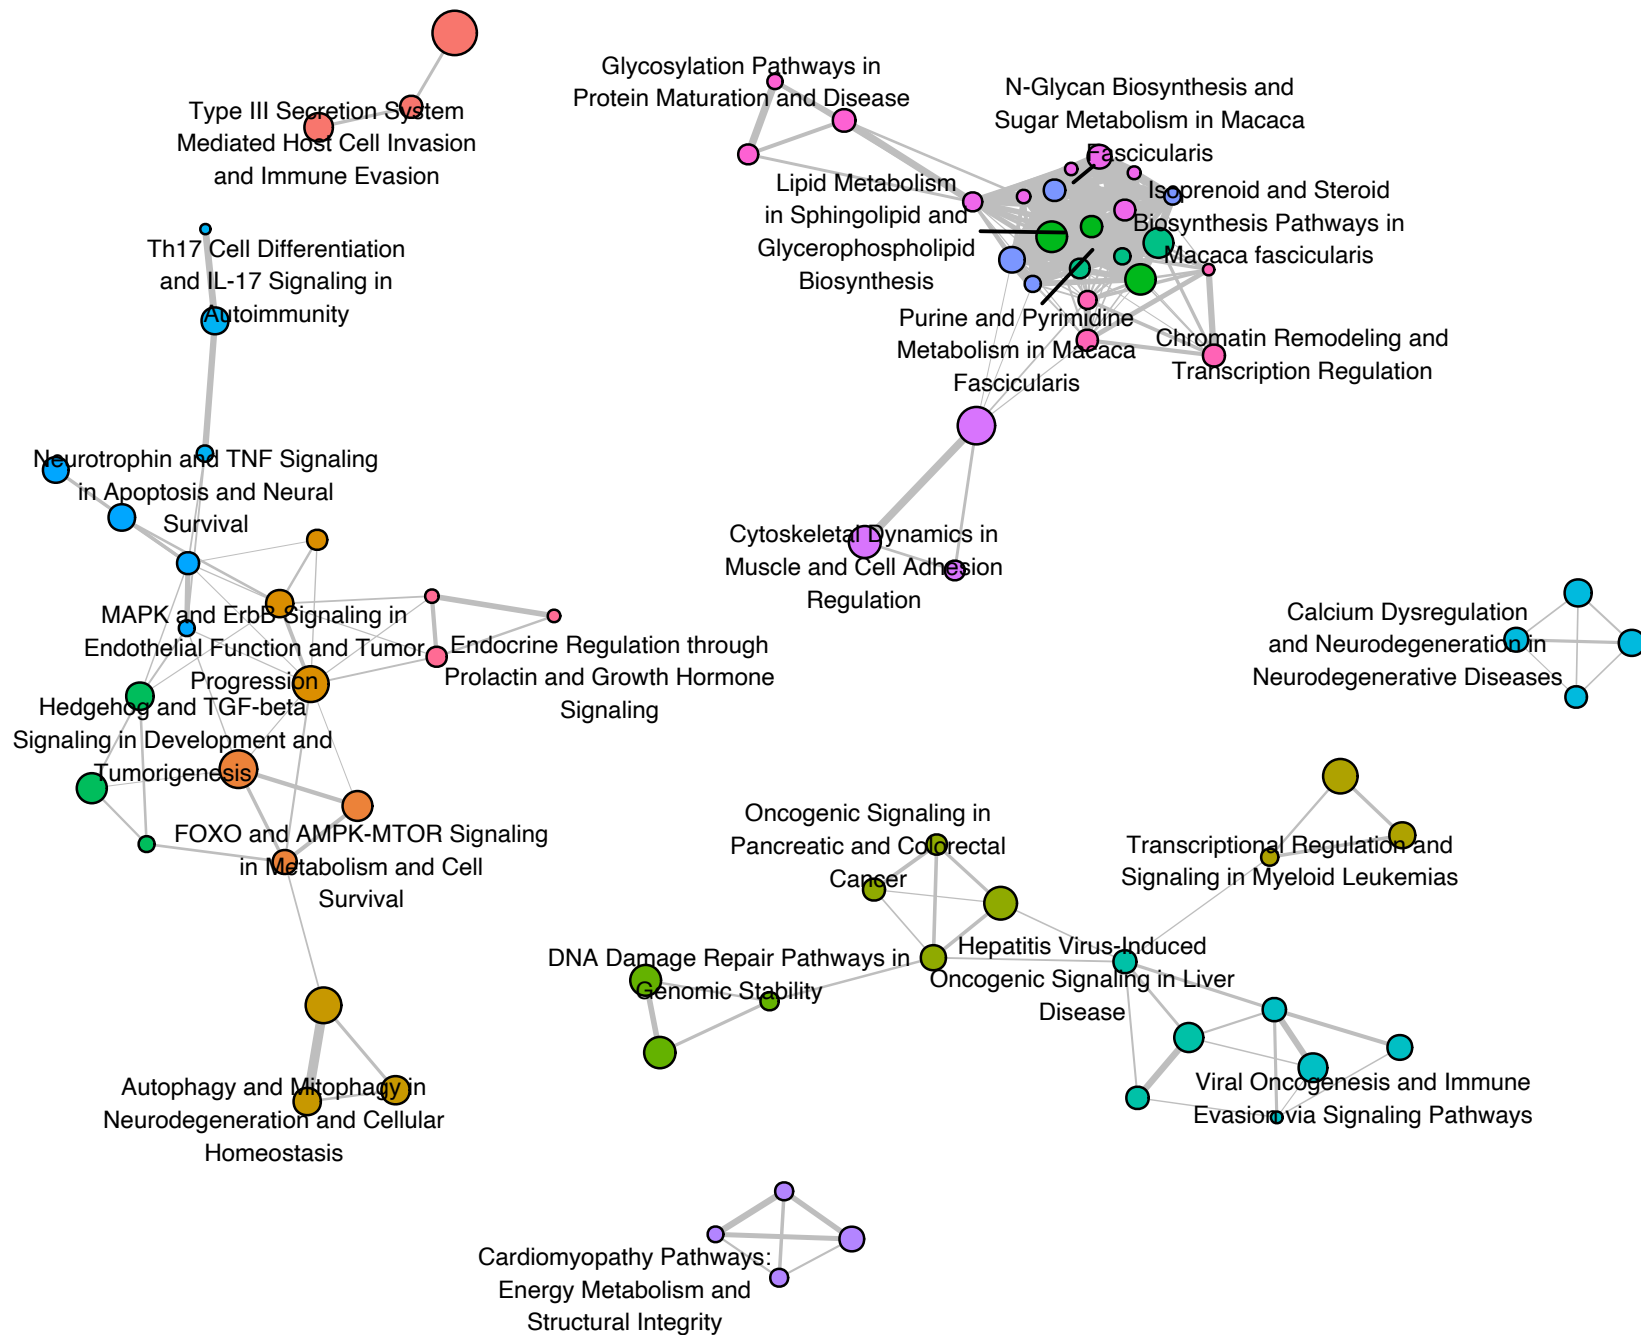 Glycosylation Pathways in
Protein Maturation and Disease
N-Glycan Biosynthesis and
Sugar Metabolism in Macaca
Fascicularis
Type III Secretion System
Mediated Host Cell Invasion
and Immune Evasion
Lipid Metabolism
in Sphingolipid and
Glycerophospholipid
Biosynthesis
Isoprenoid and Steroid
Biosynthesis Pathways in
Macaca fascicularis
Th17 Cell Differentiation
and IL-17 Signaling in
Autoimmunity
Purine and Pyrimidine
Metabolism in Macaca
Fascicularis
Chromatin Remodeling and
Transcription Regulation
Neurotrophin and TNF Signaling
in Apoptosis and Neural
Survival
Cytoskeletal Dynamics in
Muscle and Cell Adhesion
Regulation
MAPK and ErbB Signaling in
Endothelial Function and Tumor
Progression
Endocrine Regulation through
Prolactin and Growth Hormone
Signaling
Calcium Dysregulation
and Neurodegeneration in
Neurodegenerative Diseases
Hedgehog and TGF-beta
Signaling in Development and
Tumorigenesis
FOXO and AMPK-MTOR Signaling
in Metabolism and Cell
Survival
Oncogenic Signaling in
Pancreatic and Colorectal
Cancer
Transcriptional Regulation and
Signaling in Myeloid Leukemias
DNA Damage Repair Pathways in
Genomic Stability
Hepatitis Virus-Induced
Oncogenic Signaling in Liver
Disease
Autophagy and Mitophagy in
Neurodegeneration and Cellular
Homeostasis
Viral Oncogenesis and Immune
Evasion via Signaling Pathways
Cardiomyopathy Pathways:
Energy Metabolism and
Structural Integrity